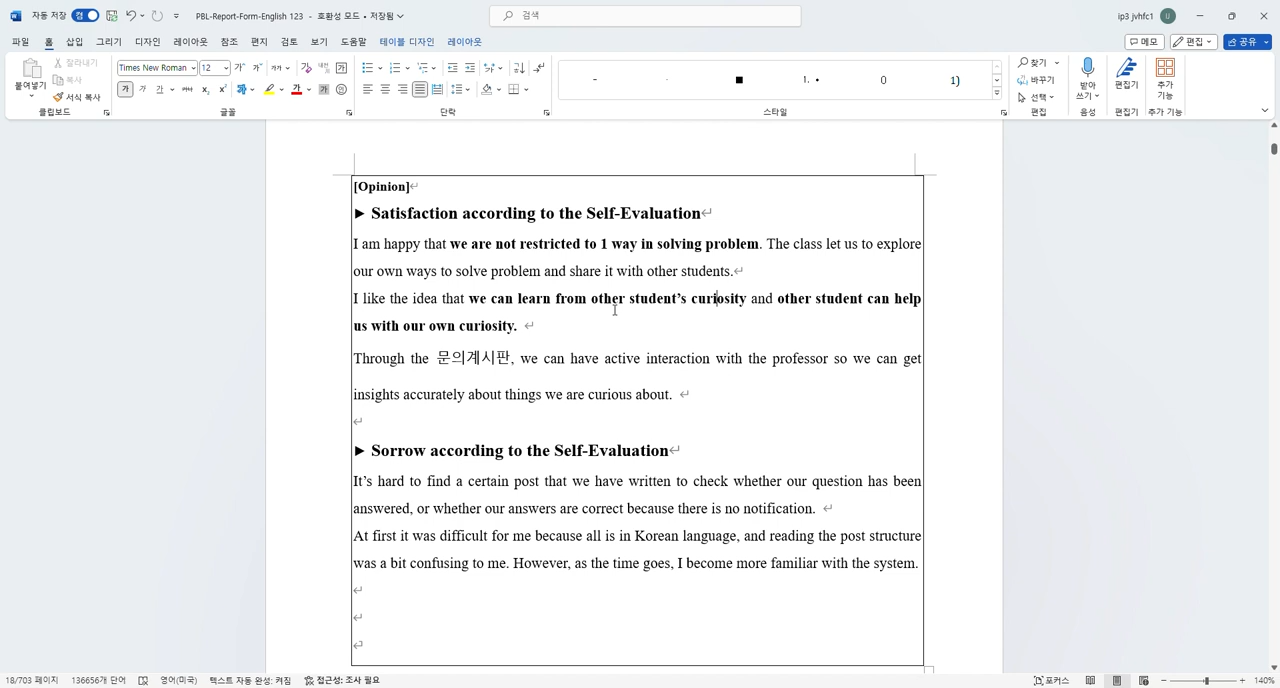 자동 저장 켬 PBL-Report-Form-English 123 - 호환성 모드 • 저장됨 검색 ip3 jvhfc1 IJ
파일 홈 삽입 그리기 디자인 레이아웃 참조 편지 검토 보기 도움말 테이블 디자인 레이아웃 메모 편집 공유
붙여넣기 잘라내기 복사 서식 복사 클립보드
Times New Roman 12 글꼴
단락
- · ■ 1. • 0 1) 스타일
찾기 바꾸기 선택 편집
받아쓰기 음성
편집기 편집기
추가 기능 추가 기능
[Opinion]
► Satisfaction according to the Self-Evaluation
I am happy that we are not restricted to 1 way in solving problem. The class let us to explore
our own ways to solve problem and share it with other students.
I like the idea that we can learn from other student’s curiosity and other student can help
us with our own curiosity.
Through the 문의계시판, we can have active interaction with the professor so we can get
insights accurately about things we are curious about.
► Sorrow according to the Self-Evaluation
It’s hard to find a certain post that we have written to check whether our question has been
answered, or whether our answers are correct because there is no notification.
At first it was difficult for me because all is in Korean language, and reading the post structure
was a bit confusing to me. However, as the time goes, I become more familiar with the system.
18/703 페이지 136656개 단어 영어(미국) 텍스트 자동 완성: 켜짐 접근성: 조사 필요 포커스 140%